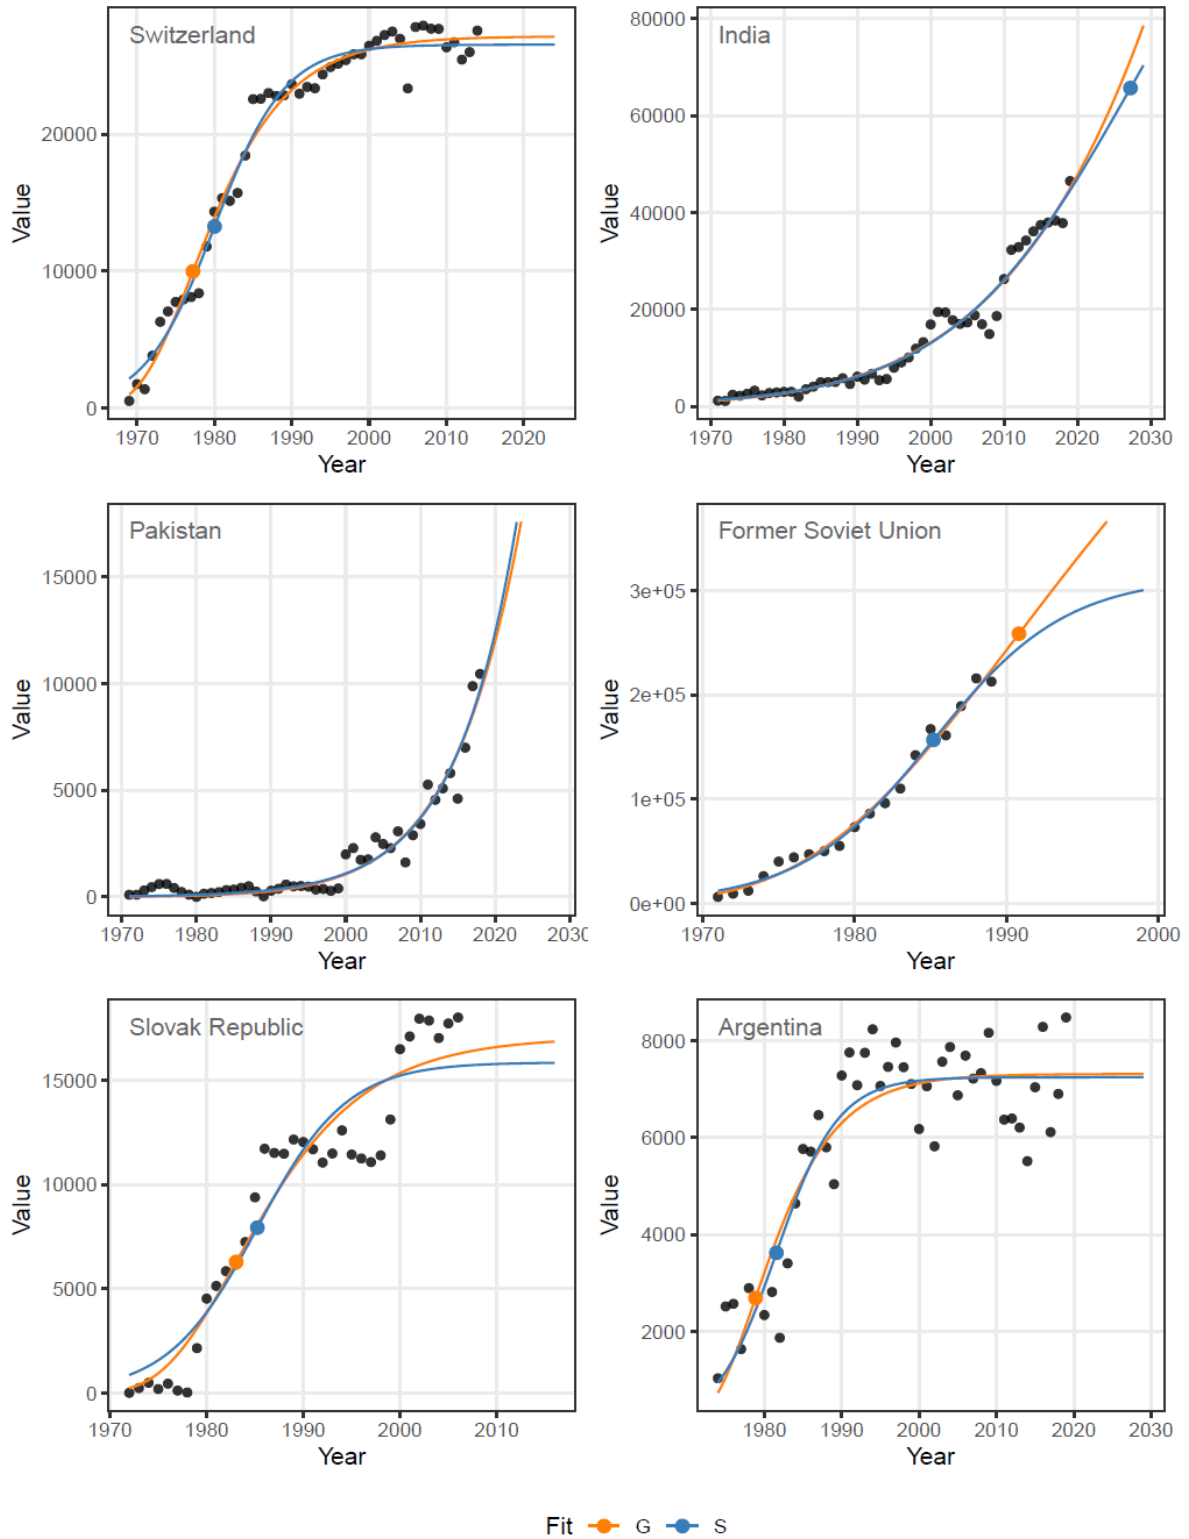 Switzerland
Value
20000
10000
0
1970 1980 1990 2000 2010 2020
Year
India
Value
80000
60000
40000
20000
0
1970 1980 1990 2000 2010 2020 2030
Year
Pakistan
Value
15000
10000
5000
0
1970 1980 1990 2000 2010 2020 203
Year
Former Soviet Union
Value
3e+05
2e+05
1e+05
0e+00
1970 1980 1990 2000
Year
Slovak Republic
Value
15000
10000
5000
0
1970 1980 1990 2000 2010
Year
Argentina
Value
8000
6000
4000
2000
1980 1990 2000 2010 2020 2030
Year
Fit G S